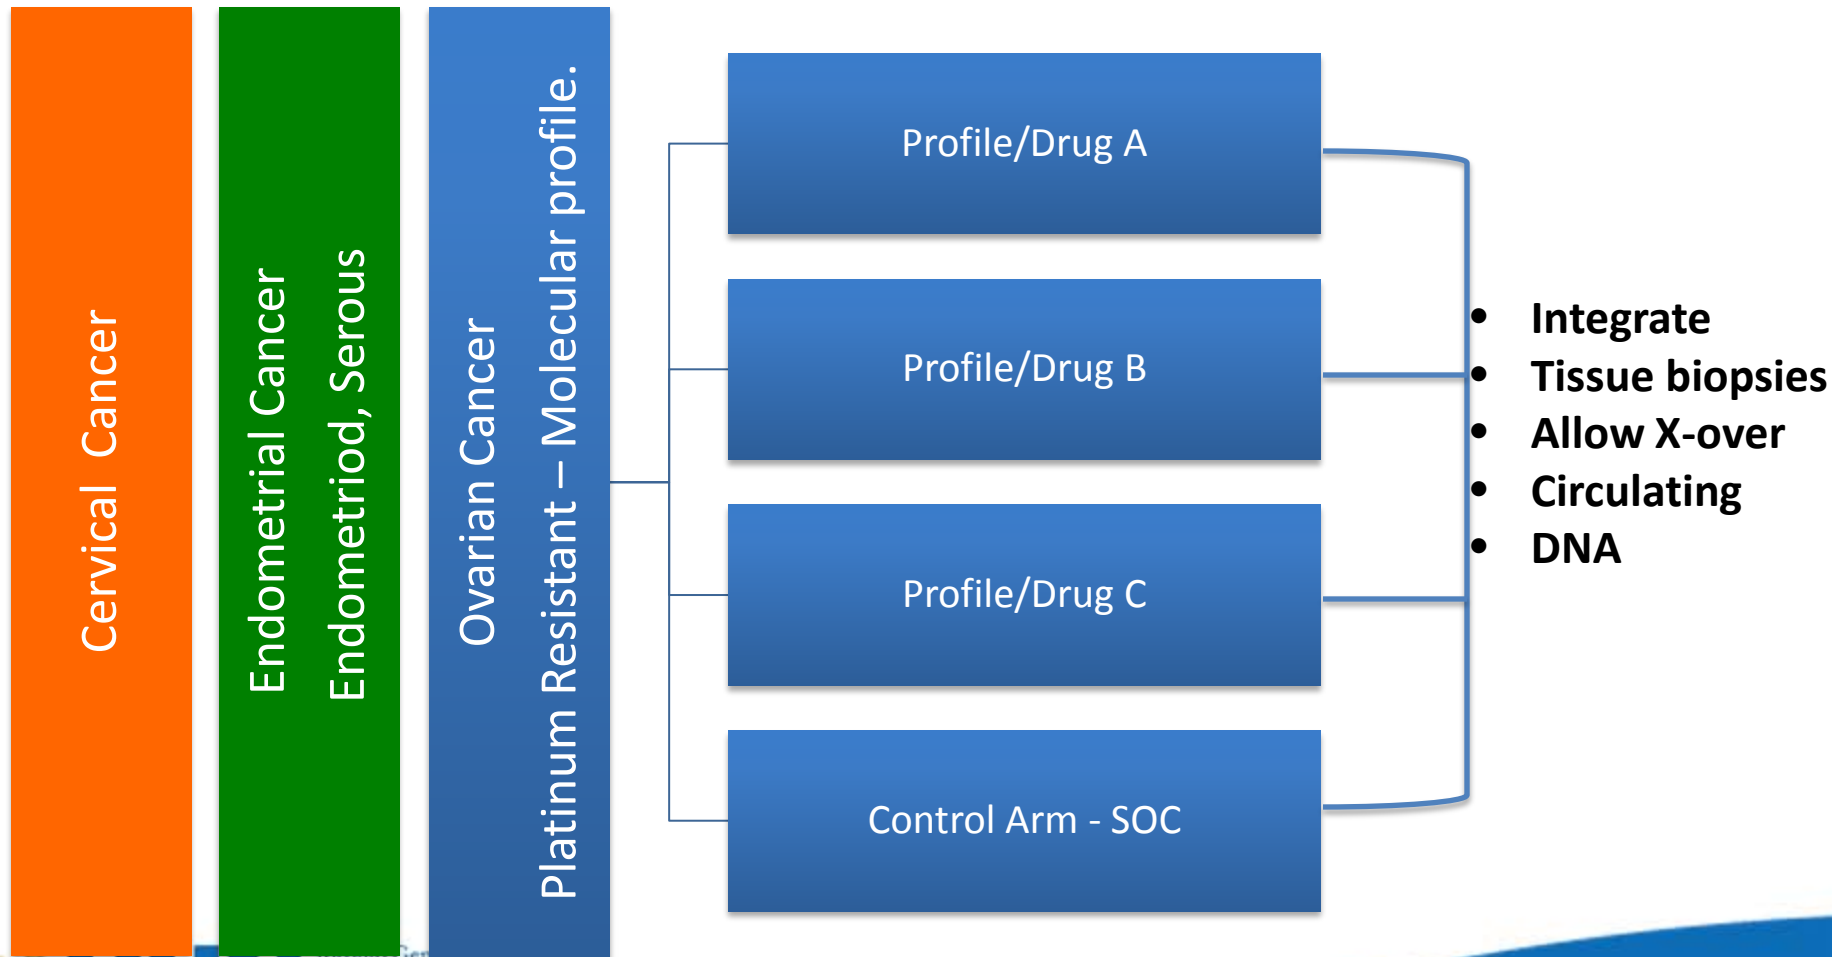 Cervical  Cancer
Endometrial Cancer
Endometriod, Serous
Ovarian Cancer
Platinum Resistant – Molecular profile.
Profile/Drug A
Profile/Drug B
Profile/Drug C
Control Arm - SOC
• Integrate
• Tissue biopsies
• Allow X-over
• Circulating
• DNA